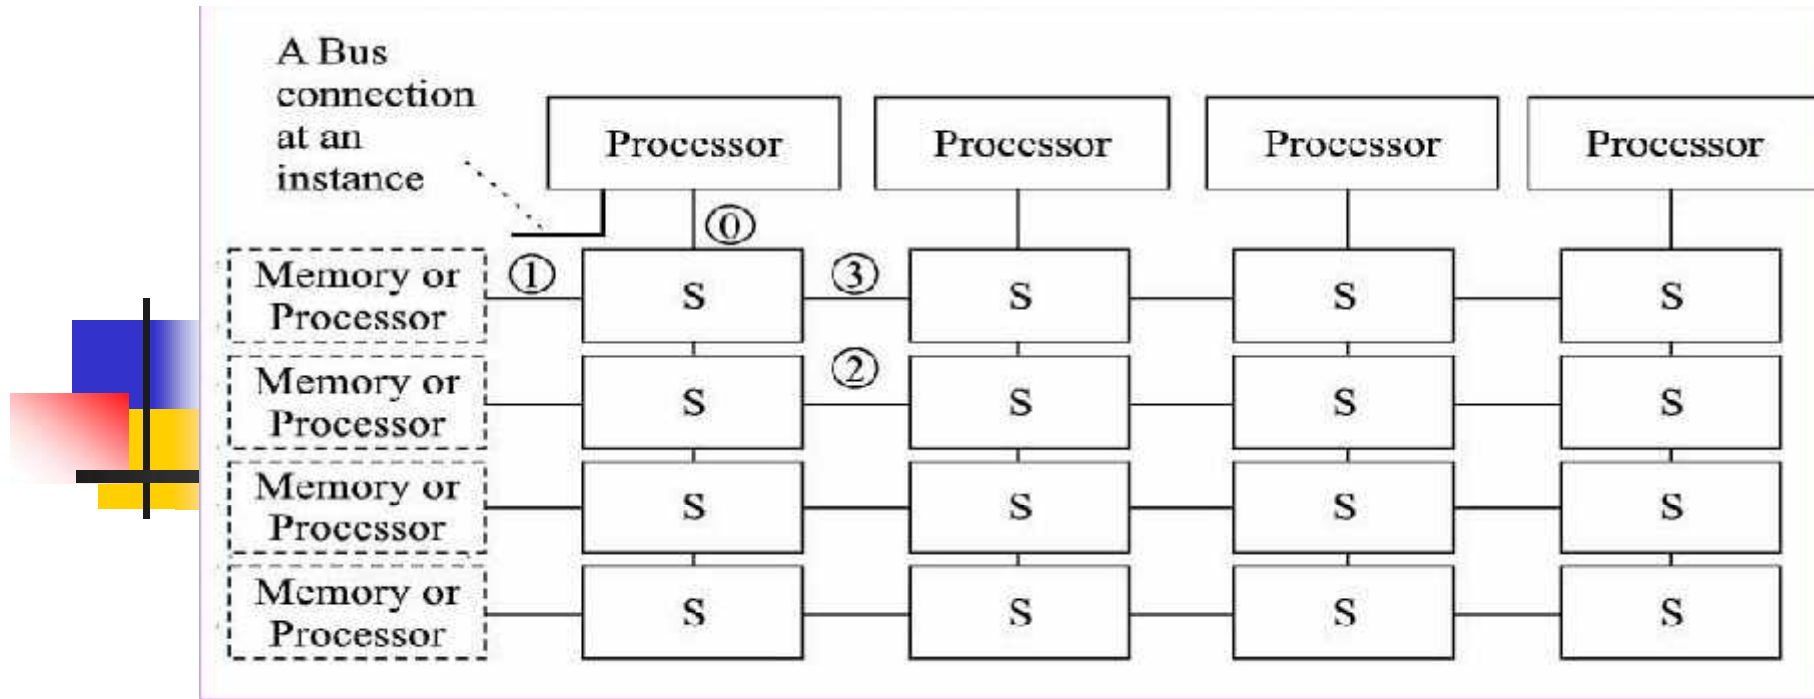 A Bus
connection
at an
instance
Processor Processor Processor Processor
0
1 3
Memory or
Processor S S S S
2
Memory or
Processor S S S S
Memory or
Processor S S S S
Memory or
Processor S S S S